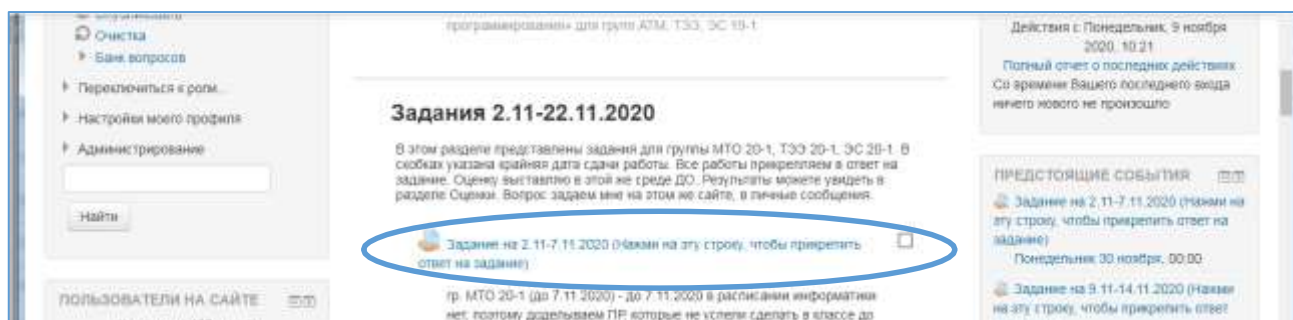 Очистка
Банк вопросов
Переключиться к роли...
Настройки моего профиля
Администрирование
Найти
ПОЛЬЗОВАТЕЛИ НА САЙТЕ
программирования» для групп АТМ, ТЭЭ, ЭС 19-1
Задания 2.11-22.11.2020
В этом разделе представлены задания для группы МТО 20-1, ТЭЭ 20-1, ЭС 20-1. В
скобках указана крайняя дата сдачи работы. Все работы прикрепляем в ответ на
задание. Оценку выставляю в этой же среде ДО. Результаты можете увидеть в
разделе Оценки. Вопрос задаем мне на этом же сайте, в личные сообщения.
Задание на 2.11-7.11.2020 (Нажми на эту строку, чтобы прикрепить
ответ на задание)
гр. МТО 20-1 (до 7.11.2020) - до 7.11.2020 в расписании информатики
нет, поэтому доделываем ПР, которые не успели сделать в классе до
Действия с Понедельник, 9 ноября
2020, 10:21
Полный отчет о последних действиях
Со времени Вашего последнего входа
ничего нового не произошло
ПРЕДСТОЯЩИЕ СОБЫТИЯ
Задание на 2.11-7.11.2020 (Нажми на
эту строку, чтобы прикрепить ответ на
задание)
Понедельник 30 ноября, 00:00
Задание на 9.11-14.11.2020 (Нажми
на эту строку, чтобы прикрепить ответ